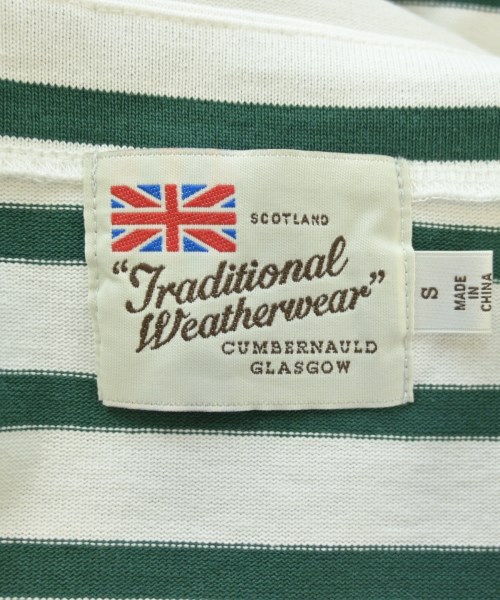 SCOTLAND
“Traditional
Weatherwear”
CUMBERNAULD
GLASGOW
S
MADE
IN
CHINA